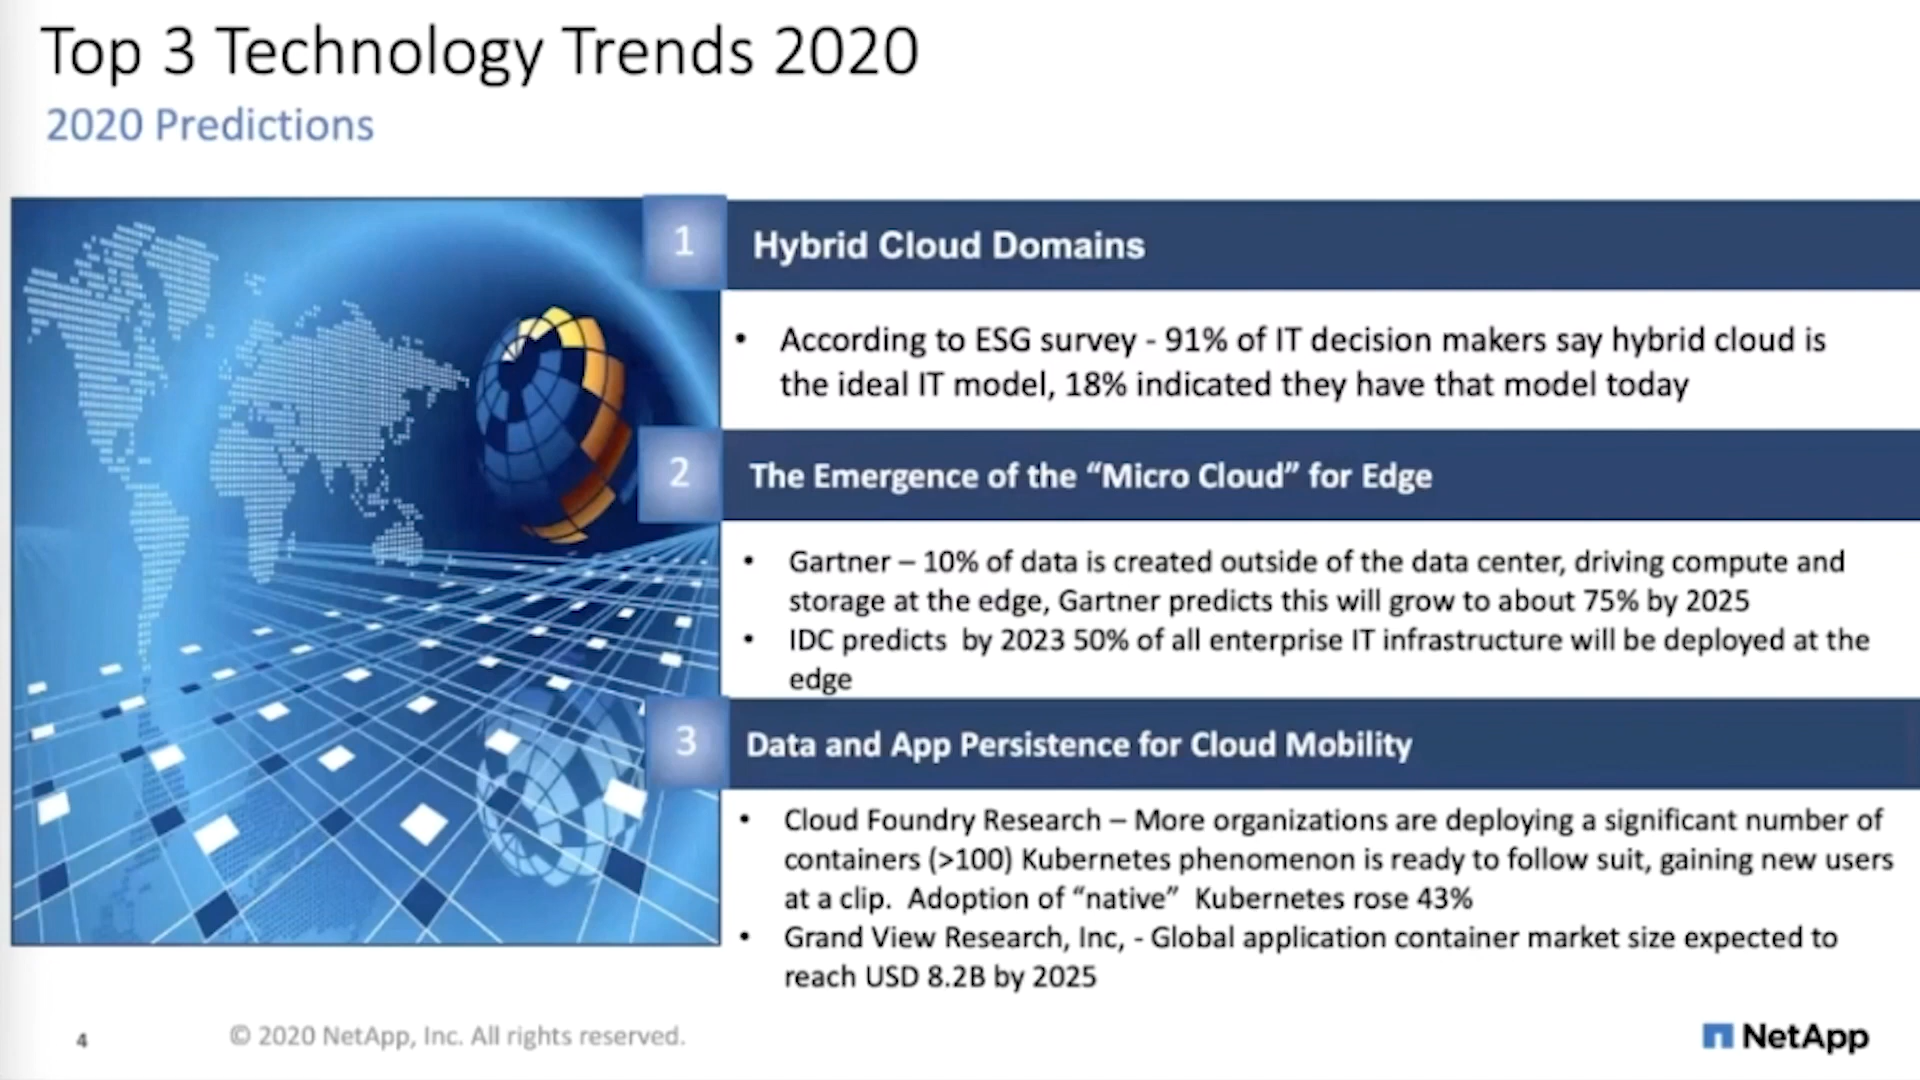 Top 3 Technology Trends 2020
2020 Predictions
1
Hybrid Cloud Domains
• According to ESG survey - 91% of IT decision makers say hybrid cloud is
the ideal IT model, 18% indicated they have that model today
2
The Emergence of the “Micro Cloud” for Edge
• Gartner – 10% of data is created outside of the data center, driving compute and
storage at the edge, Gartner predicts this will grow to about 75% by 2025
• IDC predicts  by 2023 50% of all enterprise IT infrastructure will be deployed at the
edge
3
Data and App Persistence for Cloud Mobility
• Cloud Foundry Research – More organizations are deploying a significant number of
containers (>100) Kubernetes phenomenon is ready to follow suit, gaining new users
at a clip.  Adoption of “native”  Kubernetes rose 43%
• Grand View Research, Inc, - Global application container market size expected to
reach USD 8.2B by 2025
4
© 2020 NetApp, Inc. All rights reserved.
NetApp